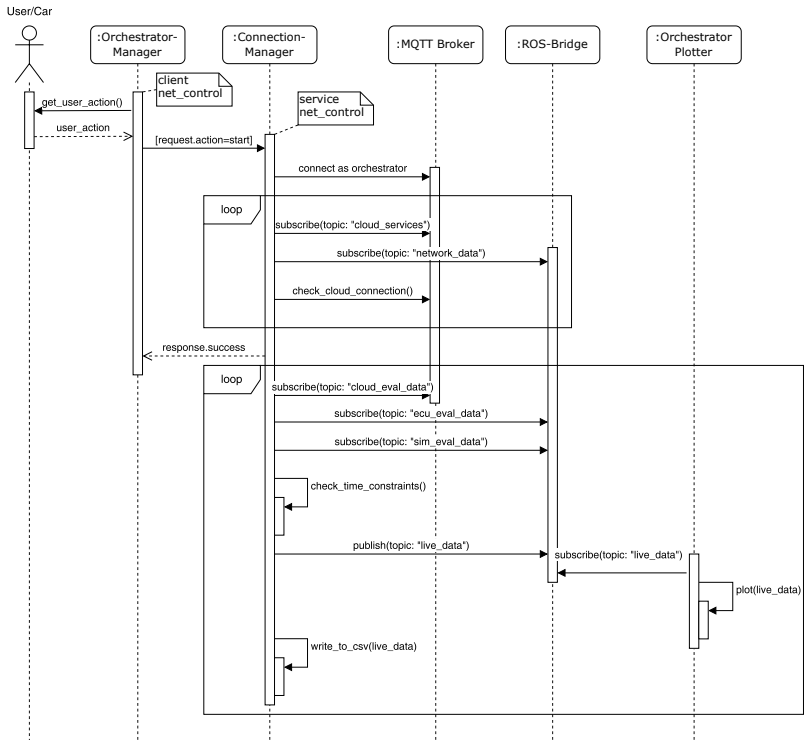 User/Car
:Orchestrator-
Manager
:Connection-
Manager
:MQTT Broker
:ROS-Bridge
:Orchestrator
Plotter
client
net_control
service
net_control
get_user_action()
user_action
[request.action=start]
connect as orchestrator
loop
subscribe(topic: "cloud_services")
subscribe(topic: "network_data")
check_cloud_connection()
response.success
loop
subscribe(topic: "cloud_eval_data")
subscribe(topic: "ecu_eval_data")
subscribe(topic: "sim_eval_data")
check_time_constraints()
publish(topic: "live_data")
subscribe(topic: "live_data")
plot(live_data)
write_to_csv(live_data)